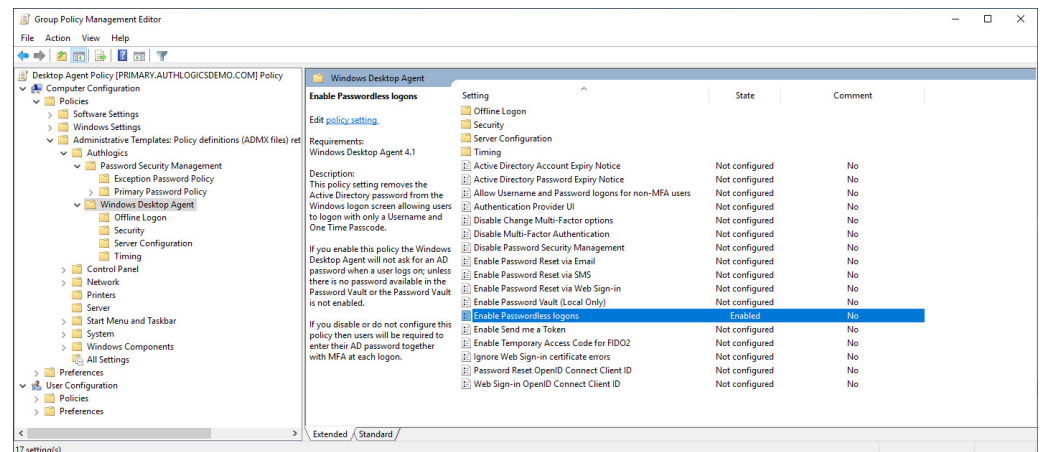 Group Policy Management Editor
File Action View Help
Desktop Agent Policy [PRIMARY.AUTHLOGICSDEMO.COM] Policy
Computer Configuration
Policies
Software Settings
Windows Settings
Administrative Templates: Policy definitions (ADMX files) ret
Authlogics
Password Security Management
Exception Password Policy
Primary Password Policy
Windows Desktop Agent
Offline Logon
Security
Server Configuration
Timing
Control Panel
Network
Printers
Server
Start Menu and Taskbar
System
Windows Components
All Settings
Preferences
User Configuration
Policies
Preferences
Windows Desktop Agent
Enable Passwordless logons
Edit policy setting.
Requirements:
Windows Desktop Agent 4.1
Description:
This policy setting removes the
Active Directory password from the
Windows logon screen allowing users
to logon with only a Username and
One Time Passcode.
If you enable this policy the Windows
Desktop Agent will not ask for an AD
password when a user logs on; unless
there is no password available in the
Password Vault or the Password Vault
is not enabled.
If you disable or do not configure this
policy then users will be required to
enter their AD password together
with MFA at each logon.
Setting State Comment
Offline Logon
Security
Server Configuration
Timing
Active Directory Account Expiry Notice Not configured No
Active Directory Password Expiry Notice Not configured No
Allow Username and Password logons for non-MFA users Not configured No
Authentication Provider UI Not configured No
Disable Change Multi-Factor options Not configured No
Disable Multi-Factor Authentication Not configured No
Disable Password Security Management Not configured No
Enable Password Reset via Email Not configured No
Enable Password Reset via SMS Not configured No
Enable Password Reset via Web Sign-in Not configured No
Enable Password Vault (Local Only) Not configured No
Enable Passwordless logons Enabled No
Enable Send me a Token Not configured No
Enable Temporary Access Code for FIDO2 Not configured No
Ignore Web Sign-in certificate errors Not configured No
Password Reset OpenID Connect Client ID Not configured No
Web Sign-in OpenID Connect Client ID Not configured No
Extended Standard
17 setting(s)